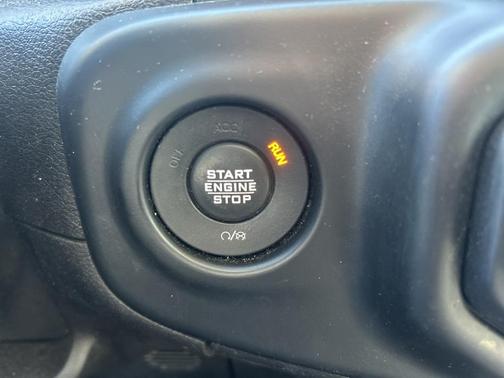 OFF
ACC
RUN
START
ENGINE
STOP